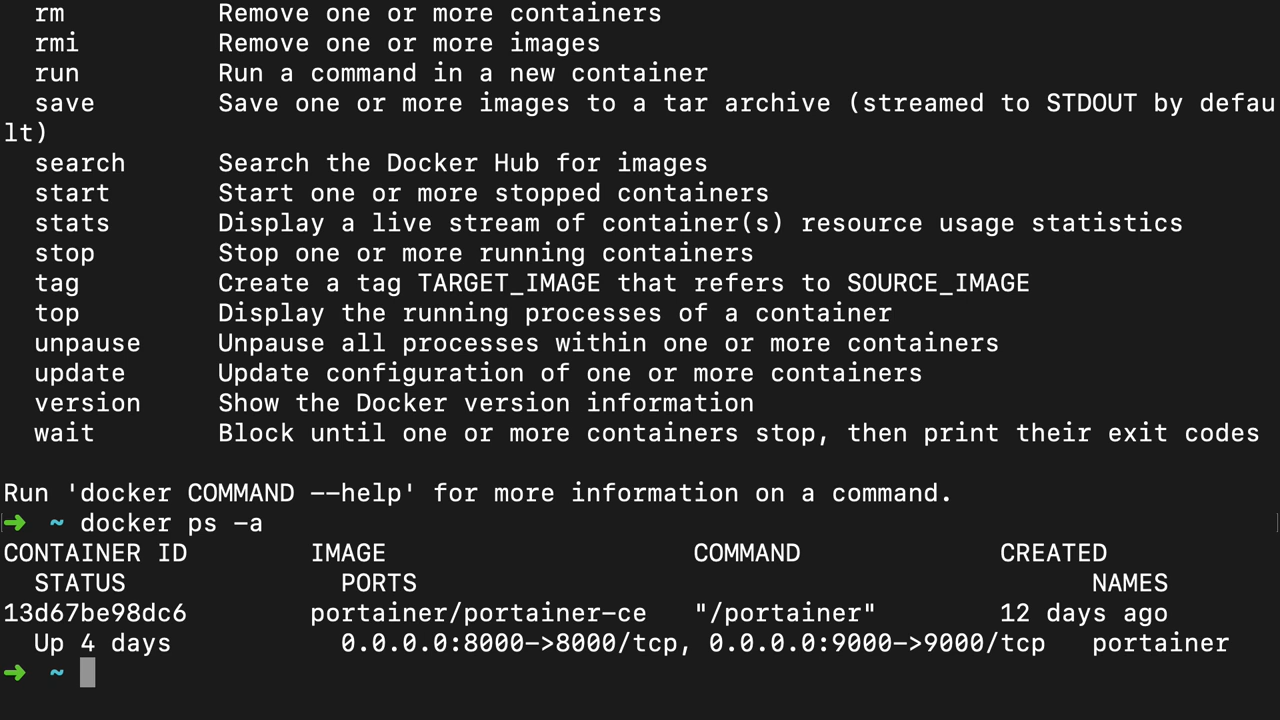 rm          Remove one or more containers
rmi         Remove one or more images
run         Run a command in a new container
save        Save one or more images to a tar archive (streamed to STDOUT by defau
lt)
search      Search the Docker Hub for images
start       Start one or more stopped containers
stats       Display a live stream of container(s) resource usage statistics
stop        Stop one or more running containers
tag         Create a tag TARGET_IMAGE that refers to SOURCE_IMAGE
top         Display the running processes of a container
unpause     Unpause all processes within one or more containers
update      Update configuration of one or more containers
version     Show the Docker version information
wait        Block until one or more containers stop, then print their exit codes
Run 'docker COMMAND --help' for more information on a command.
➜  ~ docker ps -a
CONTAINER ID        IMAGE                    COMMAND             CREATED
STATUS              PORTS                                            NAMES
13d67be98dc6        portainer/portainer-ce   "/portainer"        12 days ago
Up 4 days           0.0.0.0:8000->8000/tcp, 0.0.0.0:9000->9000/tcp   portainer
➜  ~